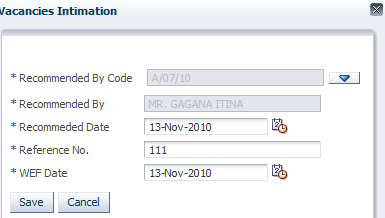 Vacancies Intimation
* Recommended By Code A/07/10
* Recommended By MR. GAGANA ITINA
* Recommeded Date 13-Nov-2010
* Reference No. 111
* WEF Date 13-Nov-2010
Save Cancel